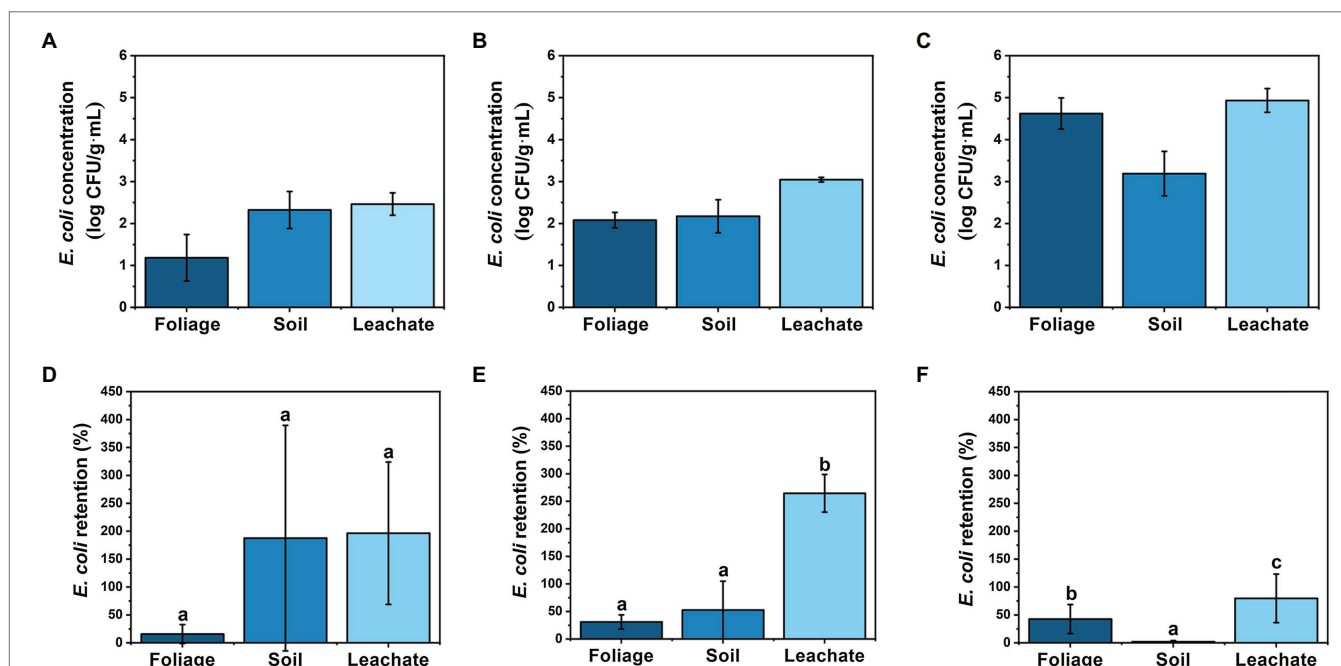 A
E. coli concentration
(log CFU/g·mL)
6
5
4
3
2
1
0
Foliage Soil Leachate
B
E. coli concentration
(log CFU/g·mL)
6
5
4
3
2
1
0
Foliage Soil Leachate
C
E. coli concentration
(log CFU/g·mL)
6
5
4
3
2
1
0
Foliage Soil Leachate
D
E. coli retention (%)
450
400
350
300
250
200
150
100
50
0
a a a
Foliage Soil Leachate
E
E. coli retention (%)
450
400
350
300
250
200
150
100
50
0
a a b
Foliage Soil Leachate
F
E. coli retention (%)
450
400
350
300
250
200
150
100
50
0
b a c
Foliage Soil Leachate